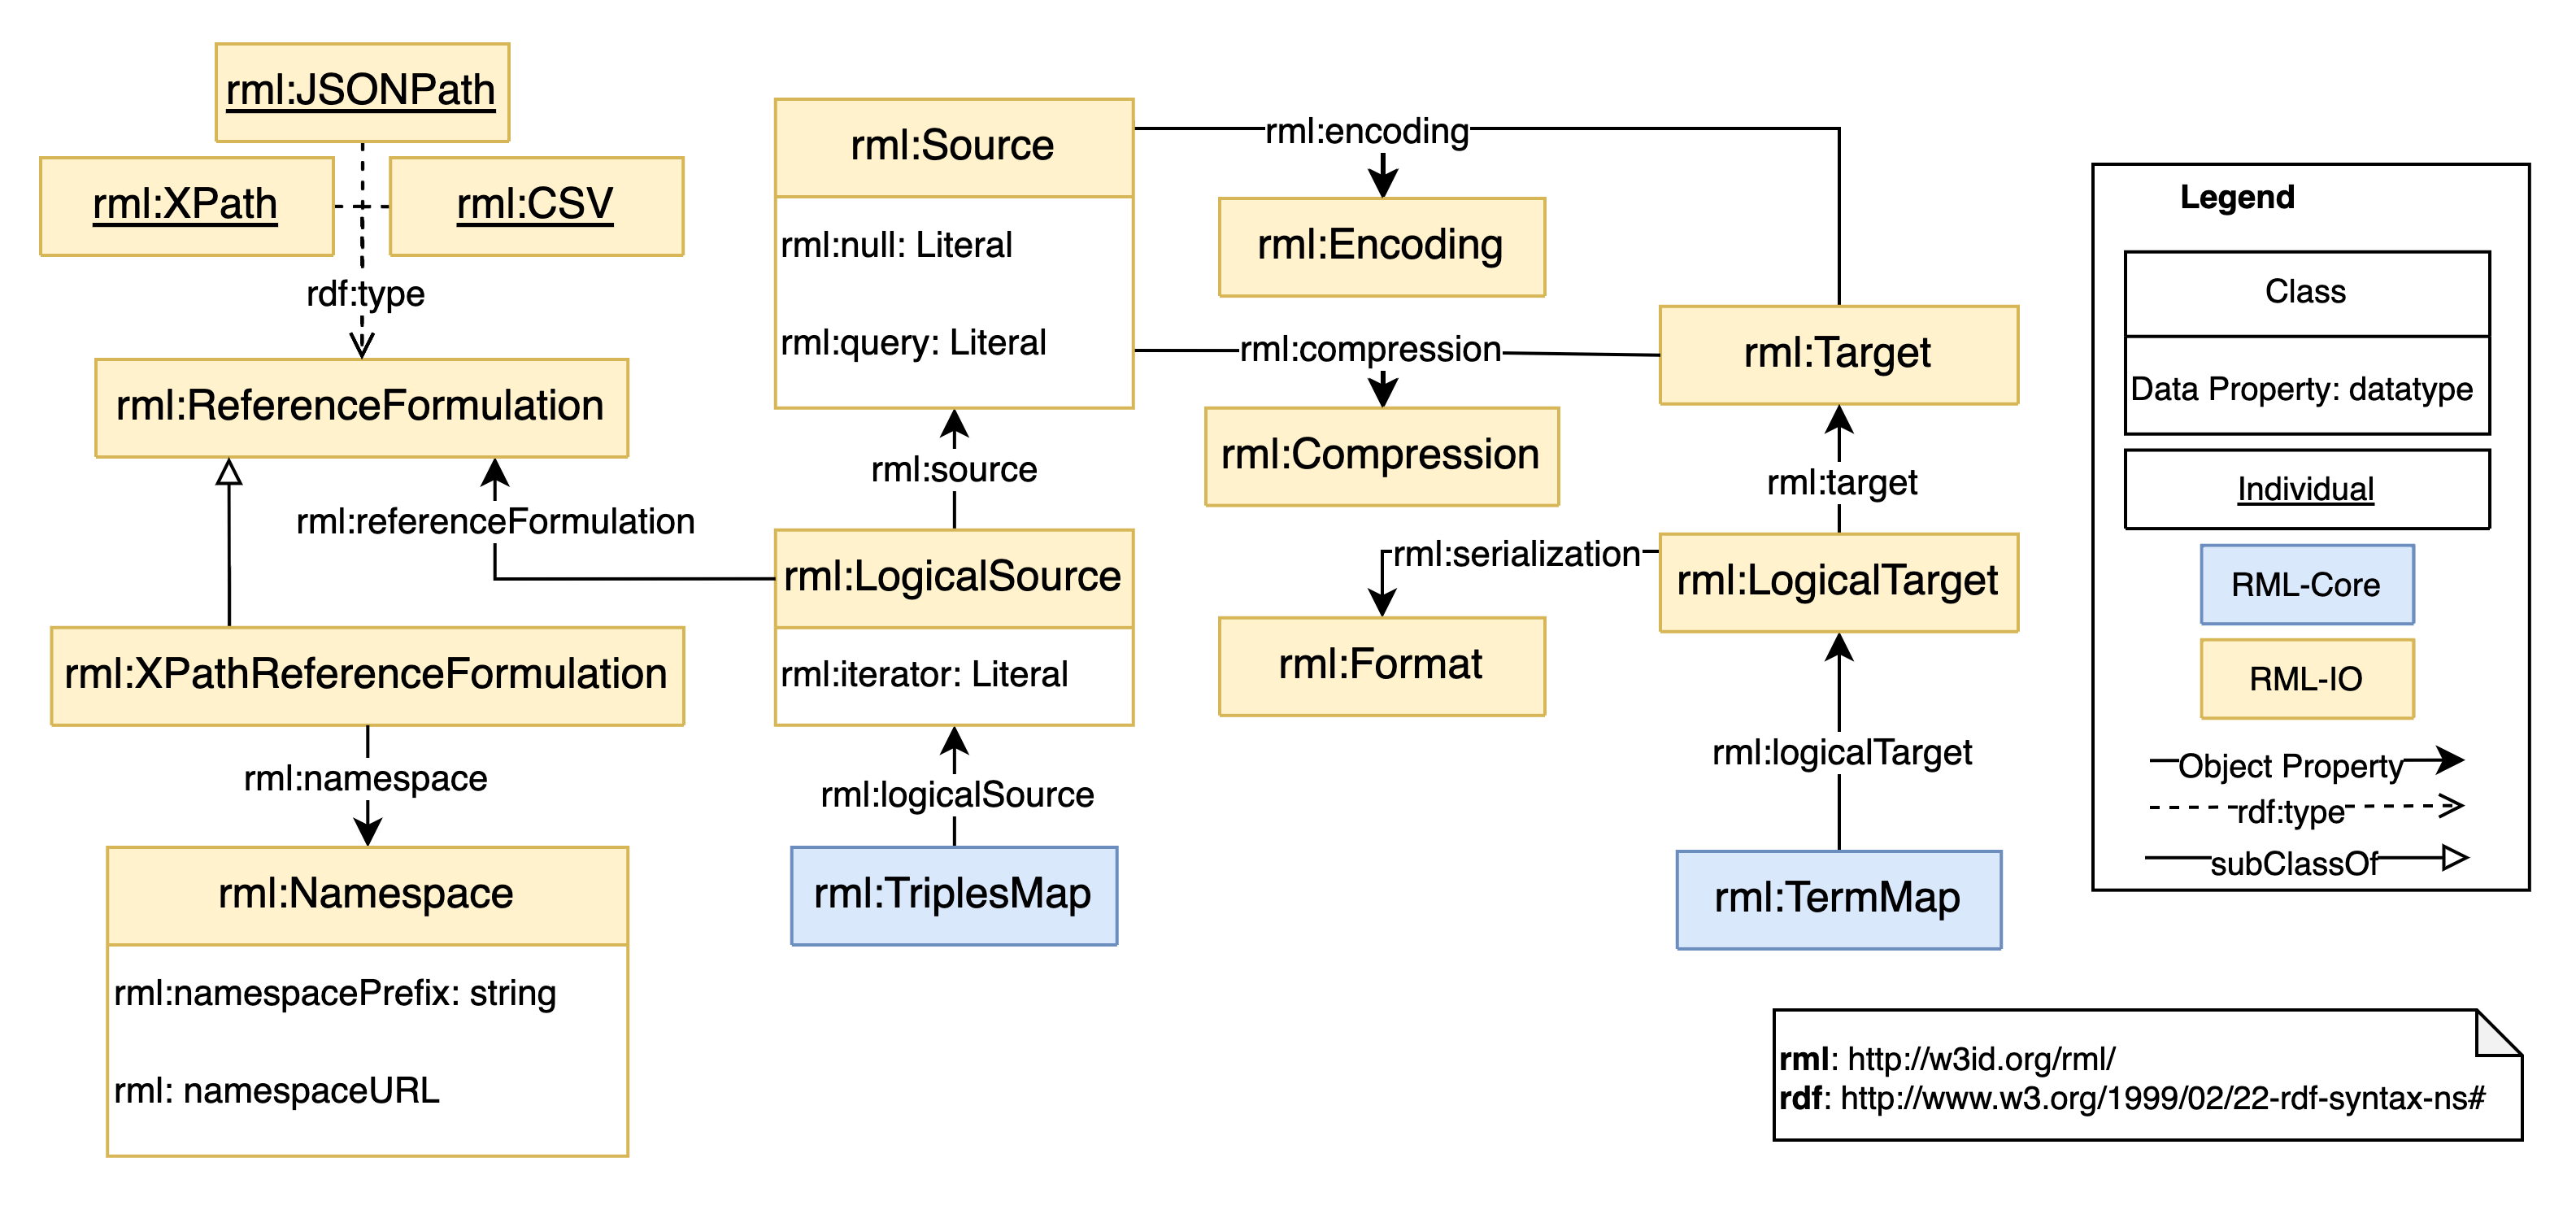 rml:JSONPath
rml:XPath
rml:CSV
rdf:type
rml:ReferenceFormulation
rml:referenceFormulation
rml:XPathReferenceFormulation
rml:namespace
rml:Namespace
rml:namespacePrefix: string
rml: namespaceURL
rml:Source
rml:null: Literal
rml:query: Literal
rml:source
rml:LogicalSource
rml:iterator: Literal
rml:logicalSource
rml:TriplesMap
rml:encoding
rml:Encoding
rml:compression
rml:Compression
rml:serialization
rml:Format
rml:Target
rml:target
rml:LogicalTarget
rml:logicalTarget
rml:TermMap
Legend
Class
Data Property: datatype
Individual
RML-Core
RML-IO
Object Property
rdf:type
subClassOf
rml: http://w3id.org/rml/
rdf: http://www.w3.org/1999/02/22-rdf-syntax-ns#